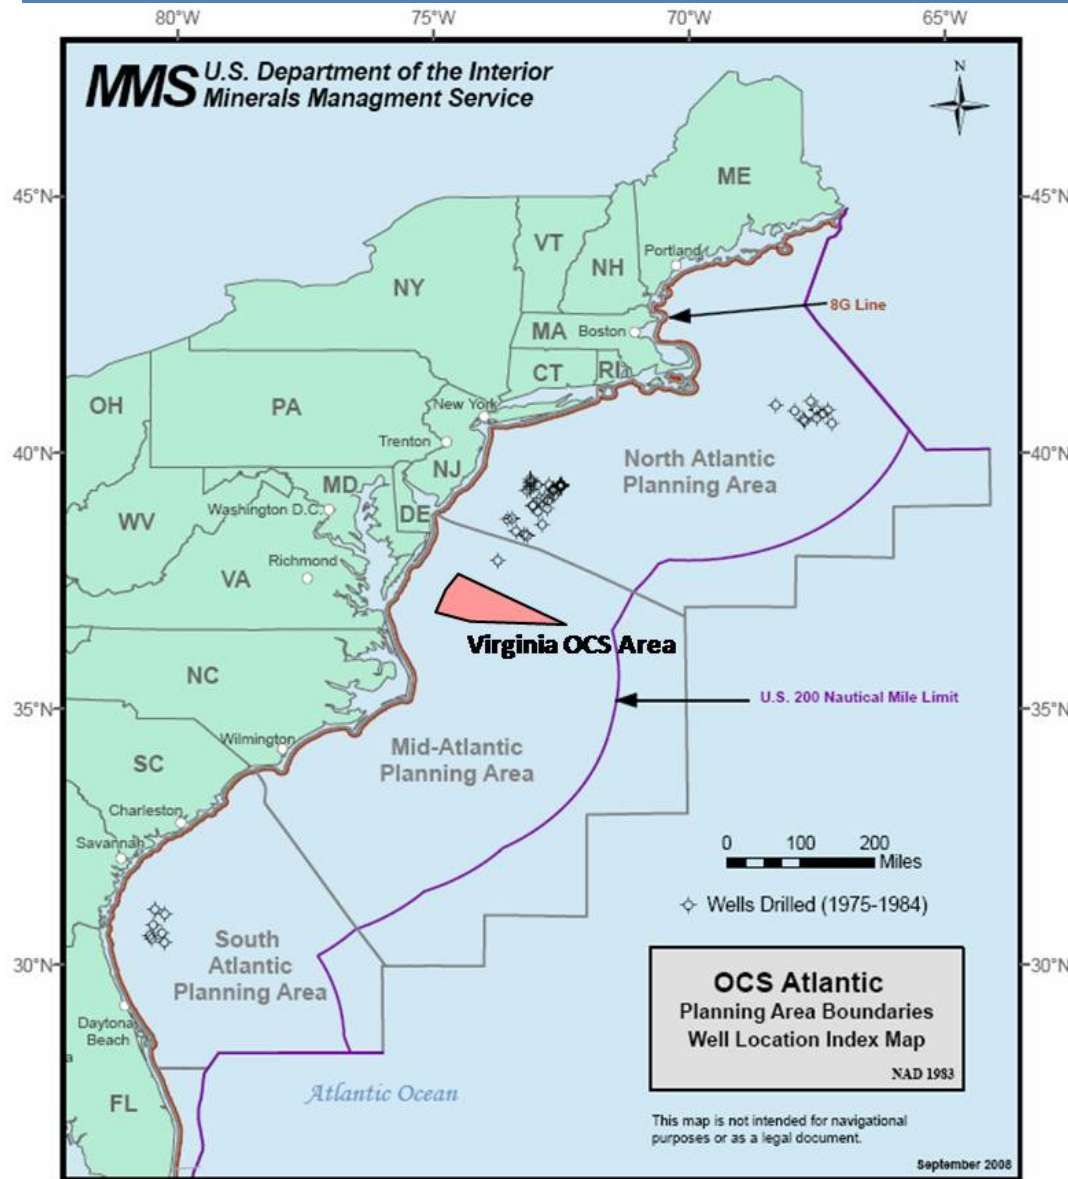 80°W 75°W 70°W 65°W
MMS U.S. Department of the Interior
Minerals Managment Service
N
45°N 45°N
ME
VT
Portland
NH
NY
8G Line
MA Boston
CT RI
OH PA New York
Trenton
40°N 40°N
NJ
North Atlantic
Planning Area
MD
WV Washington D.C. DE
Richmond
VA
Virginia OCS Area
NC
U.S. 200 Nautical Mile Limit
35°N 35°N
Wilmington
Mid-Atlantic
Planning Area
SC
Charleston
Savannah
0 100 200
Miles
Wells Drilled (1975-1984)
South
Atlantic
Planning Area
30°N 30°N
OCS Atlantic
Planning Area Boundaries
Well Location Index Map
NAD 1983
Daytona
Beach
a
FL
Atlantic Ocean
This map is not intended for navigational
purposes or as a legal document.
September 2008